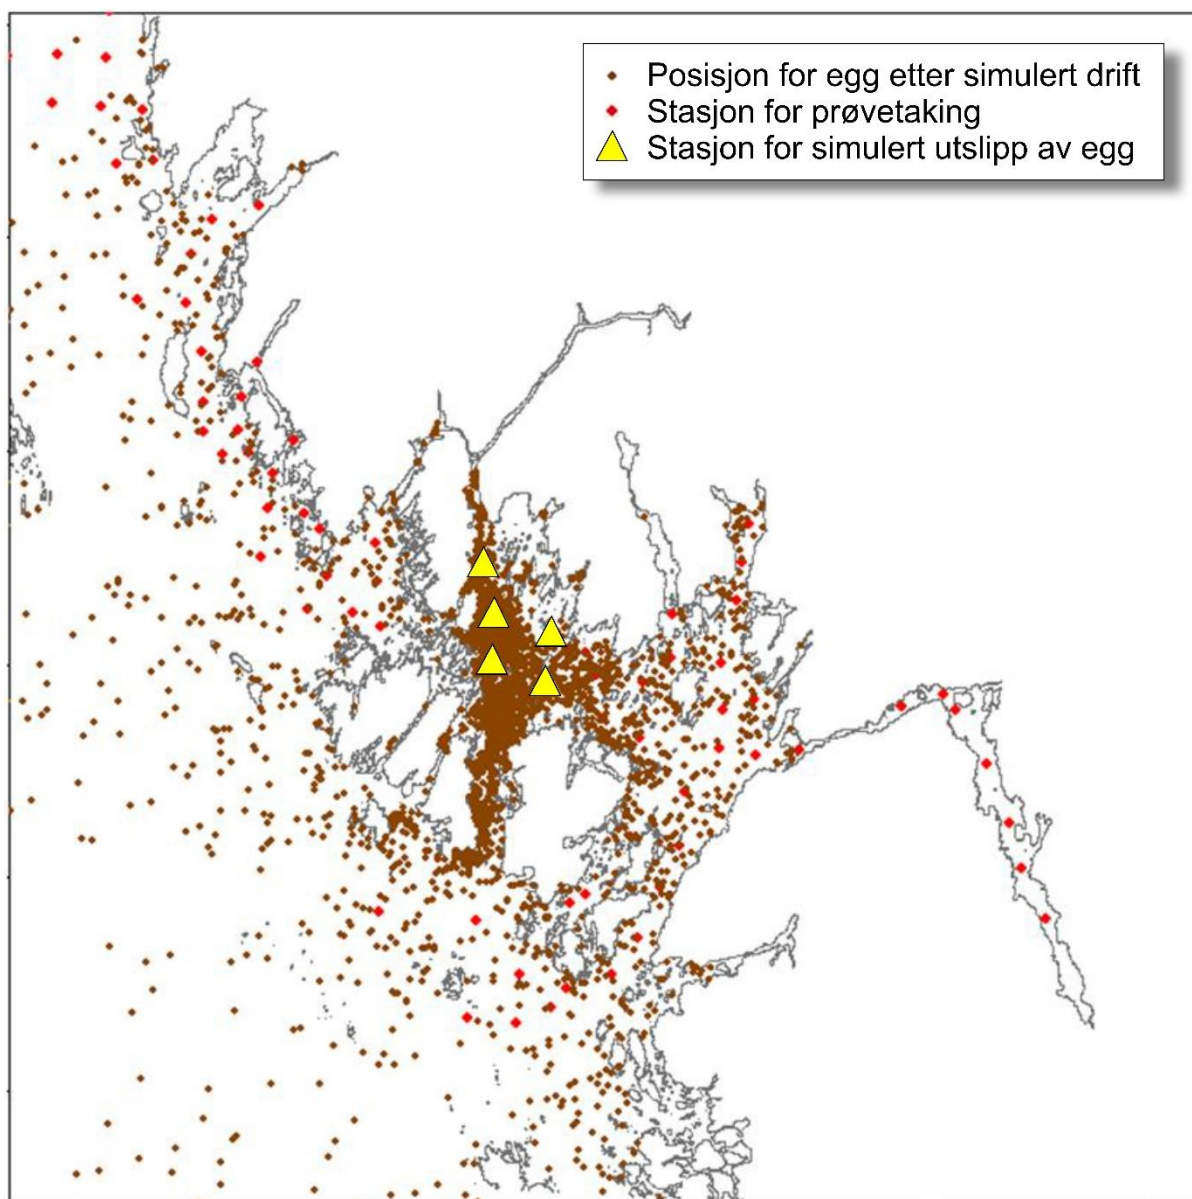 Posisjon for egg etter simulert drift
Stasjon for prøvetaking
Stasjon for simulert utslipp av egg